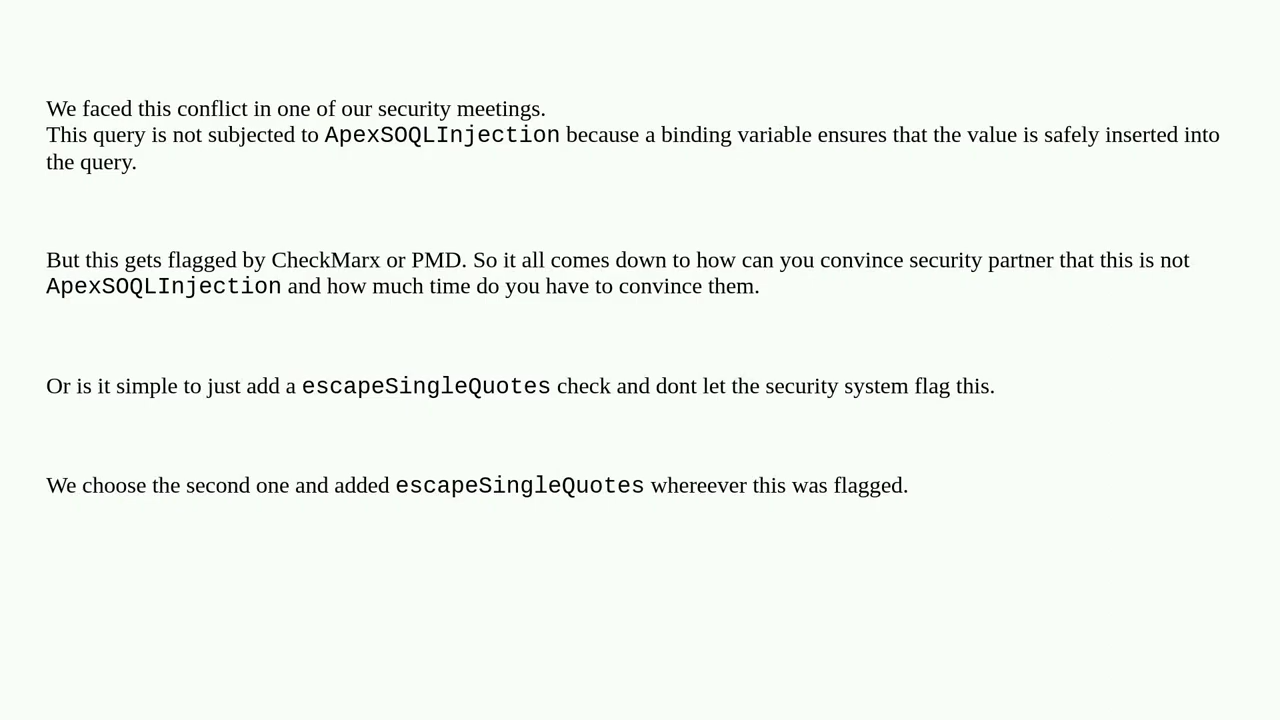 We faced this conflict in one of our security meetings.
This query is not subjected to ApexSOQLInjection because a binding variable ensures that the value is safely inserted into
the query.
But this gets flagged by CheckMarx or PMD. So it all comes down to how can you convince security partner that this is not
ApexSOQLInjection and how much time do you have to convince them.
Or is it simple to just add a escapeSingleQuotes check and dont let the security system flag this.
We choose the second one and added escapeSingleQuotes whereever this was flagged.